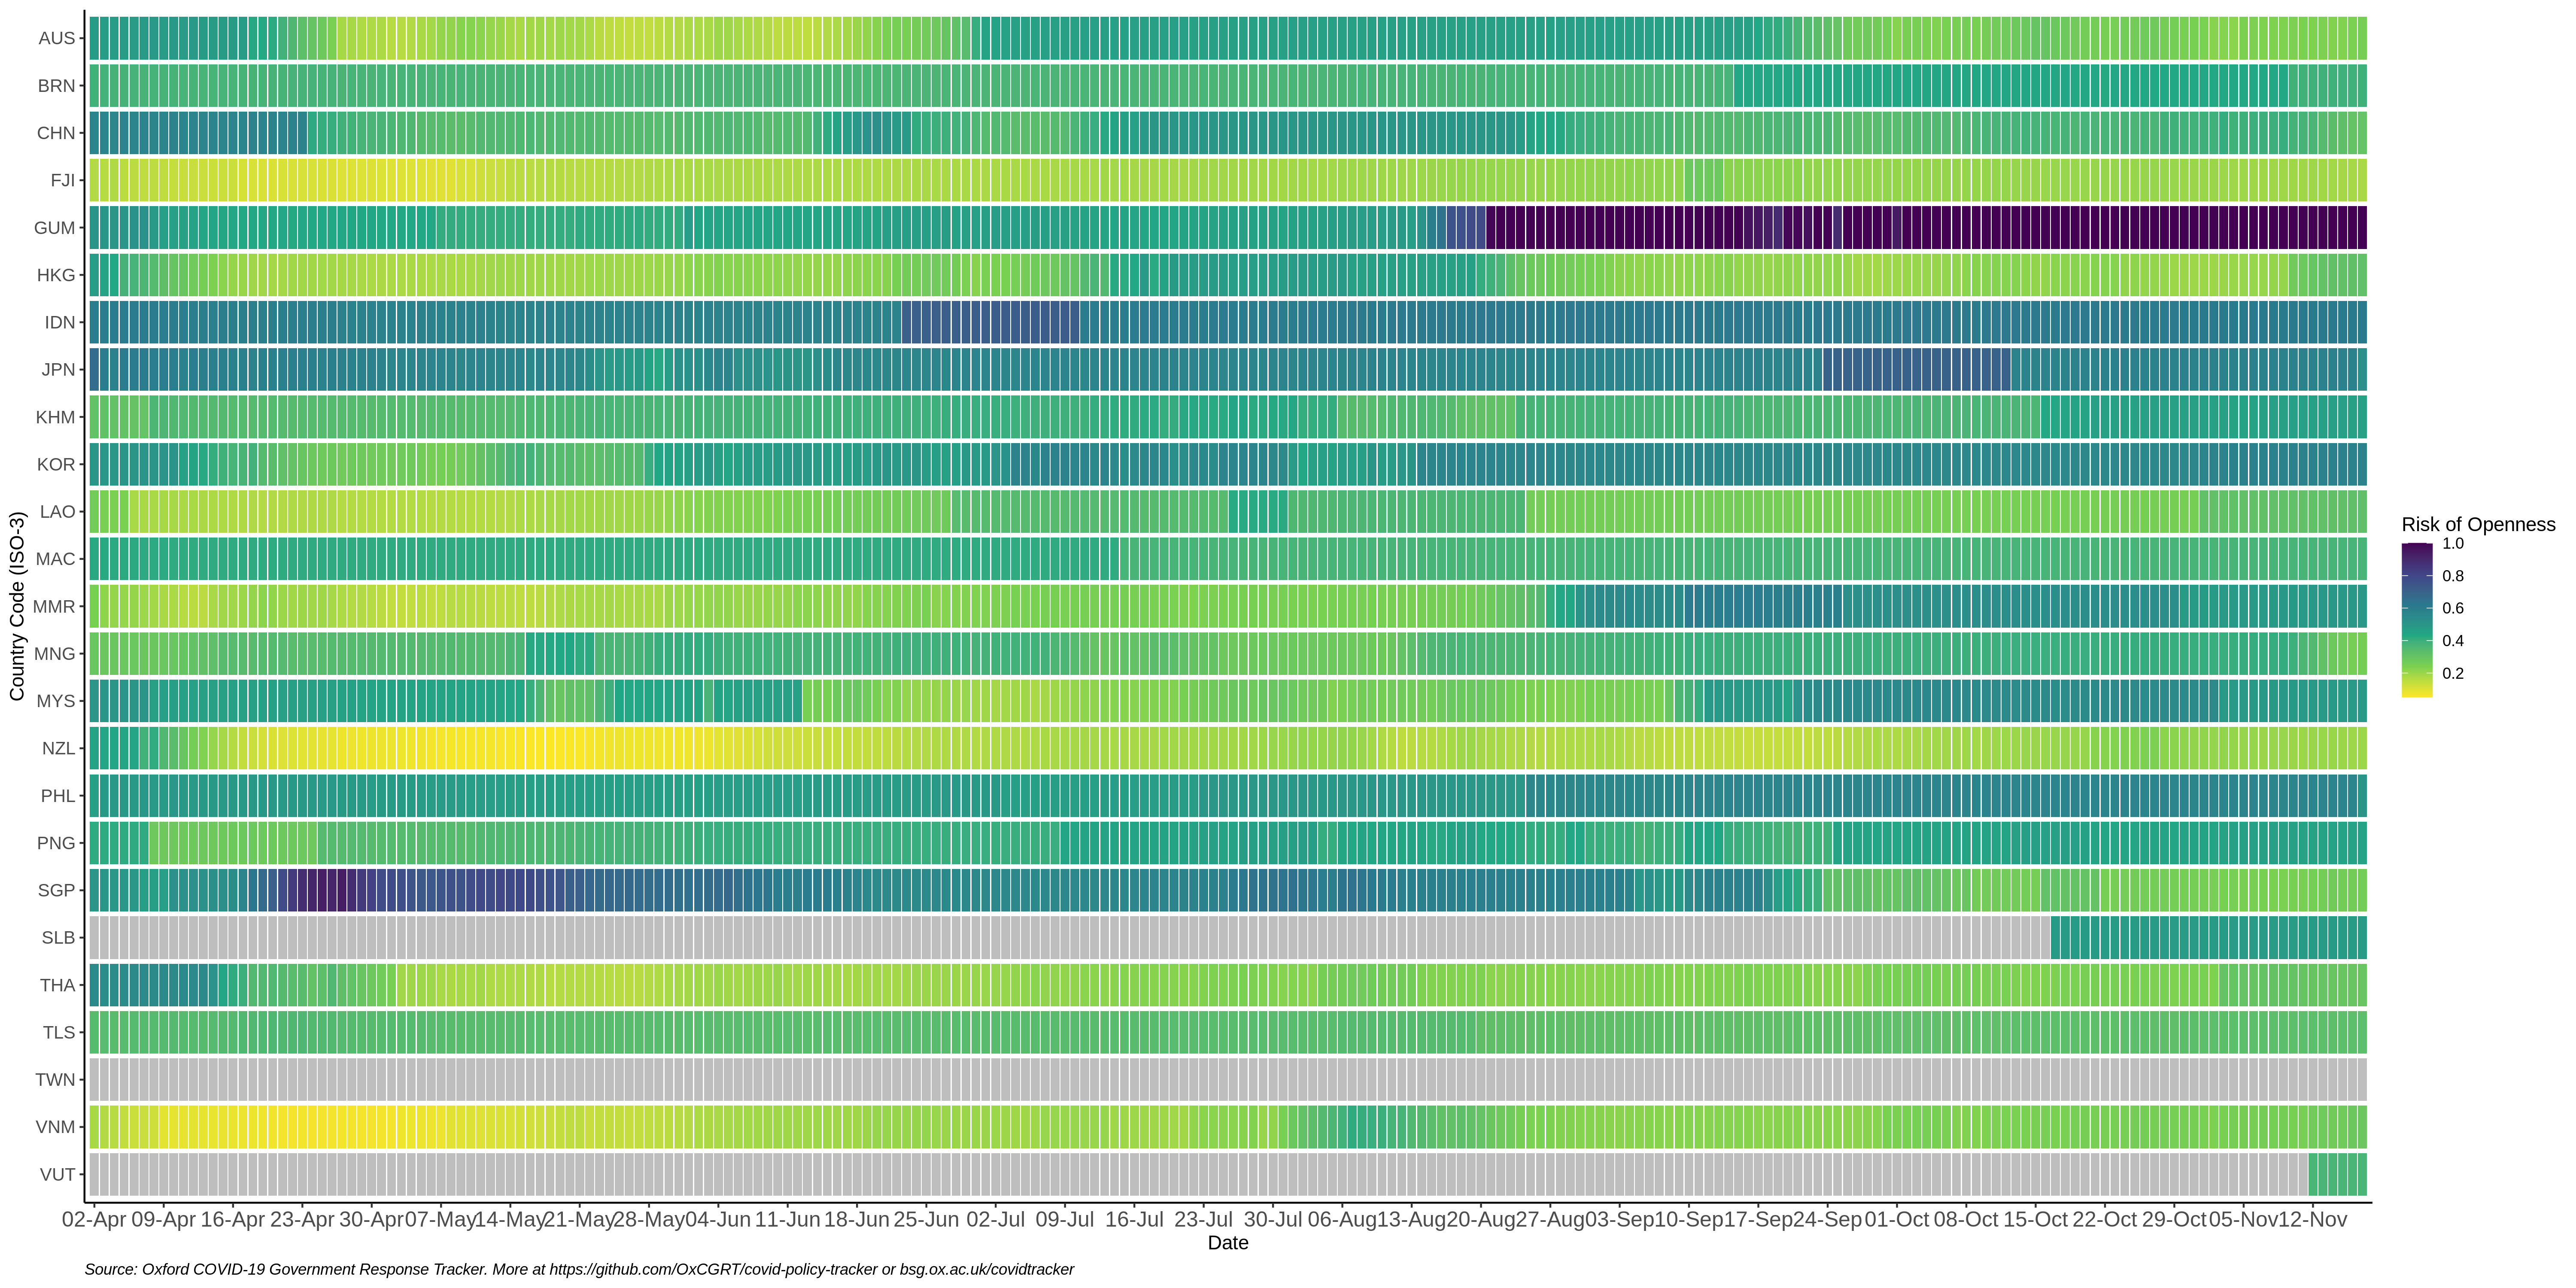 AUS
BRN
CHN
FJI
GUM
HKG
IDN
JPN
KHM
KOR
LAO
MAC
MMR
MNG
MYS
NZL
PHL
PNG
SGP
SLB
THA
TLS
TWN
VNM
VUT
Country Code (ISO-3)
02-Apr 09-Apr 16-Apr 23-Apr 30-Apr 07-May 14-May 21-May 28-May 04-Jun 11-Jun 18-Jun 25-Jun 02-Jul 09-Jul 16-Jul 23-Jul 30-Jul 06-Aug 13-Aug 20-Aug 27-Aug 03-Sep 10-Sep 17-Sep 24-Sep 01-Oct 08-Oct 15-Oct 22-Oct 29-Oct 05-Nov 12-Nov
Date
Risk of Openness
1.0
0.8
0.6
0.4
0.2
Source: Oxford COVID-19 Government Response Tracker. More at https://github.com/OxCGRT/covid-policy-tracker or bsg.ox.ac.uk/covidtracker